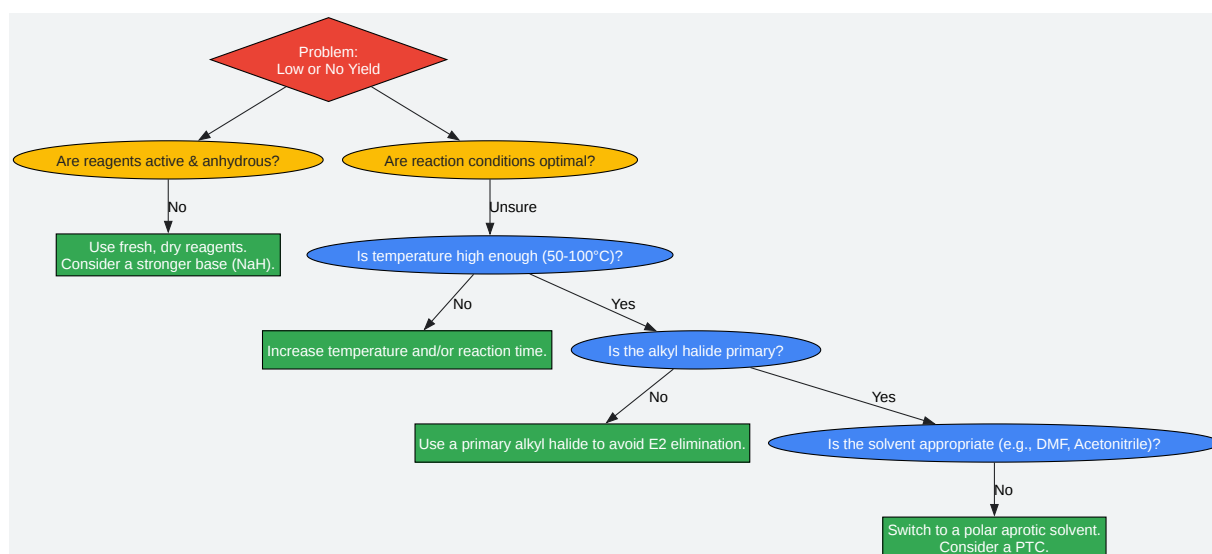 Problem:
Low or No Yield
Are reagents active & anhydrous?
Are reaction conditions optimal?
No
Unsure
Use fresh, dry reagents.
Consider a stronger base (NaH).
Is temperature high enough (50-100°C)?
No
Yes
Increase temperature and/or reaction time.
Is the alkyl halide primary?
No
Yes
Use a primary alkyl halide to avoid E2 elimination.
Is the solvent appropriate (e.g., DMF, Acetonitrile)?
No
Switch to a polar aprotic solvent.
Consider a PTC.